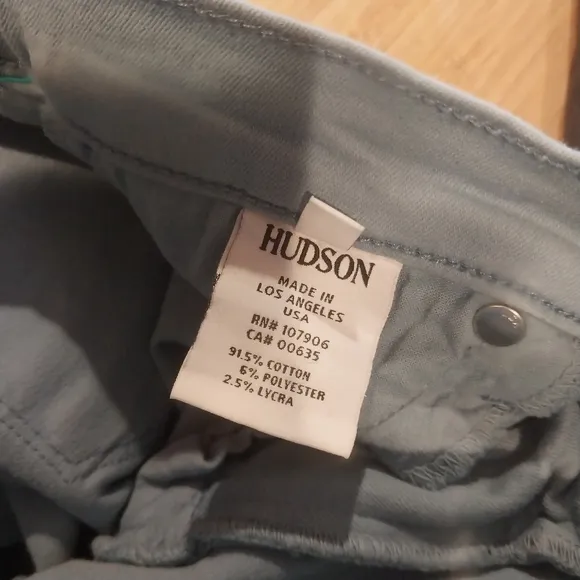 HUDSON
MADE IN
LOS ANGELES
USA
RN# 107906
CA# 00635
91.5% COTTON
6% POLYESTER
2.5% LYCRA